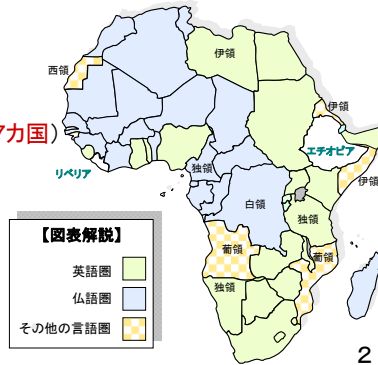 伊領
西領
伊領
アカ国)
エチオピア
リベリア
独領
伊領
白領
独領
葡領
葡領
独領
【図表解説】
英語圏
仏語圏
その他の言語圏
2